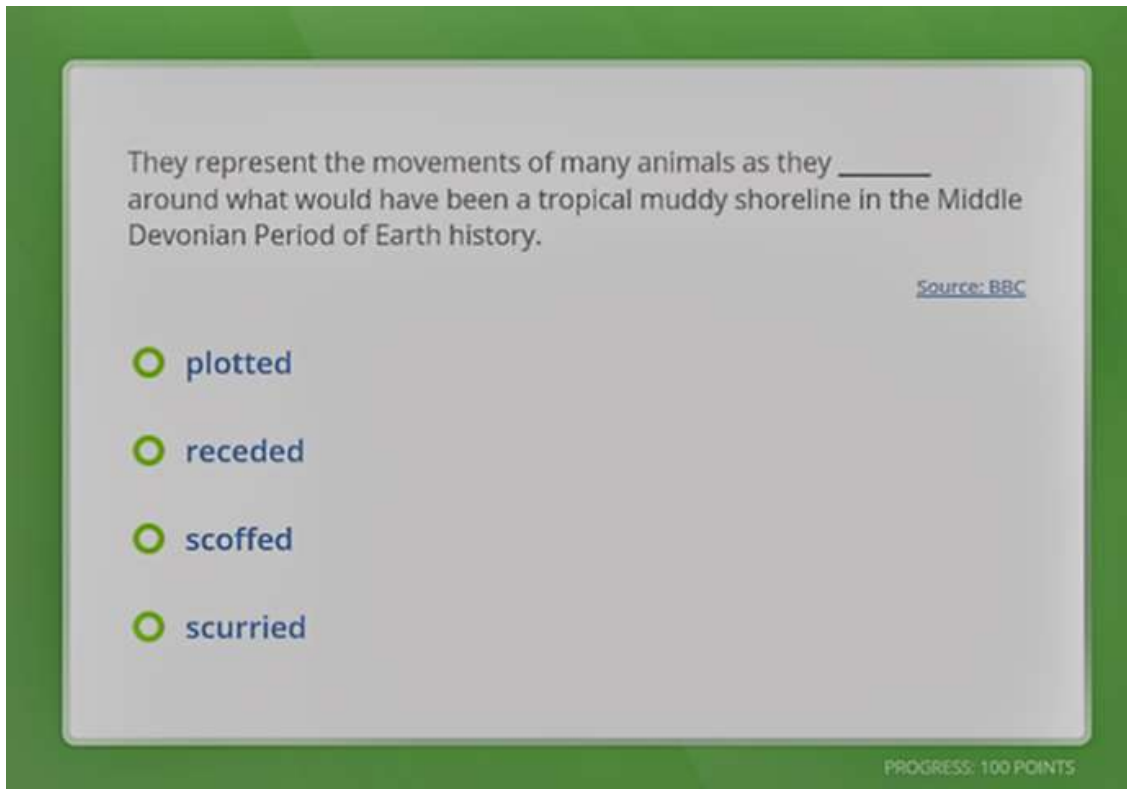 They represent the movements of many animals as they _______
around what would have been a tropical muddy shoreline in the Middle
Devonian Period of Earth history.
Source: BBC
plotted
receded
scoffed
scurried
PROGRESS: 100 POINTS